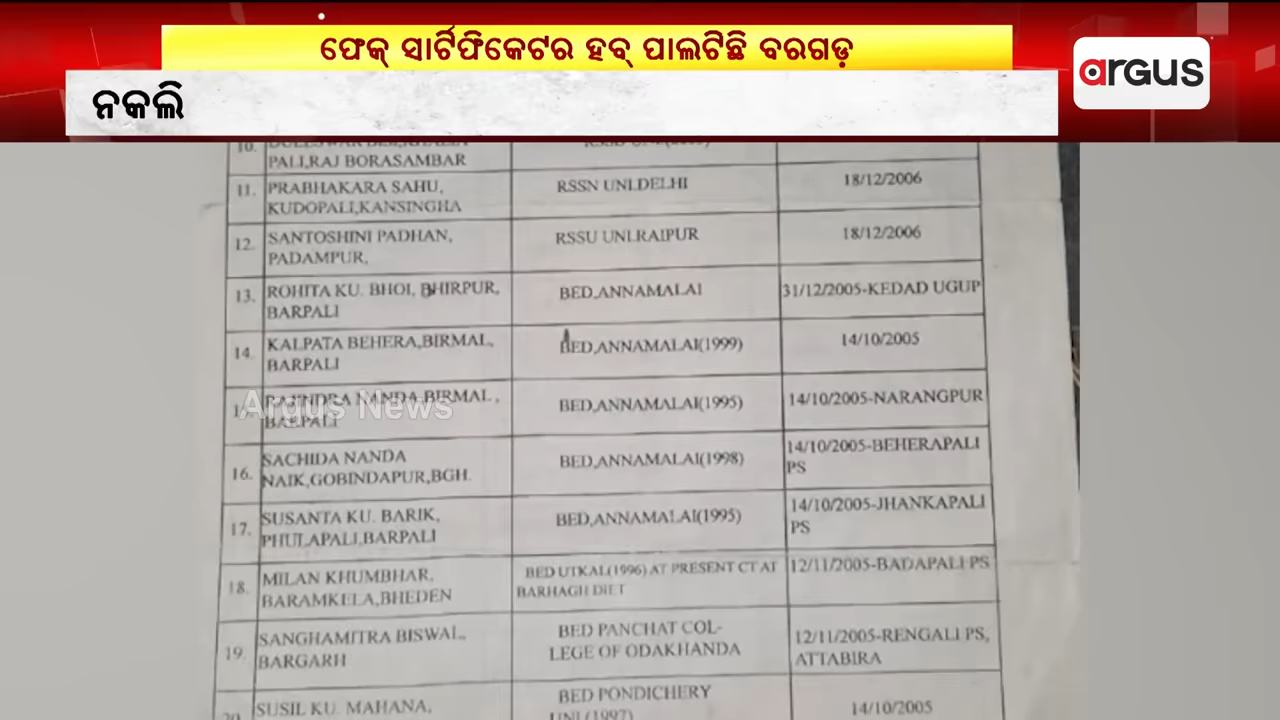 ଫେକ୍ ସାର୍ଟିଫିକେଟର ହବ୍ ପାଲଟିଛି ବରଗଡ଼
argus
ନକଲି
10.
PALI,RAJ BORASAMBAR
11. PRABHAKARA SAHU, RSSN UNI.DELHI 18/12/2006
KUDOPALI,KANSINGHA
12. SANTOSHINI PADHAN, RSSU UNI.RAIPUR 18/12/2006
PADAMPUR,
13. ROHITA KU. BHOI, BHIRPUR, BED,ANNAMALAI 31/12/2005-KEDAD UGUP
BARPALI
14. KALPATA BEHERA,BIRMAL, BED,ANNAMALAI(1999) 14/10/2005
BARPALI
NANDA,BIRMAL, BED,ANNAMALAI(1995) 14/10/2005-NARANGPUR
BARPALI
Argus News
16. SACHIDA NANDA BED,ANNAMALAI(1998) 14/10/2005-BEHERAPALI
NAIK,GOBINDAPUR,BGH. PS
17. SUSANTA KU. BARIK, BED,ANNAMALAI(1995) 14/10/2005-JHANKAPALI
PHULAPALI,BARPALI PS
18. MILAN KHUMBHAR, BED UTKAL(1996) AT PRESENT CT AT 12/11/2005-BADAPALI PS
BARAMKELA,BHEDEN BARHAGH DIET
19. SANGHAMITRA BISWAL, BED PANCHAT COL- 12/11/2005-RENGALI PS,
BARGARH LEGE OF ODAKHANDA ATTABIRA
20. SUSIL KU. MAHANA, BED PONDICHERY 14/10/2005
UNI.(1997)